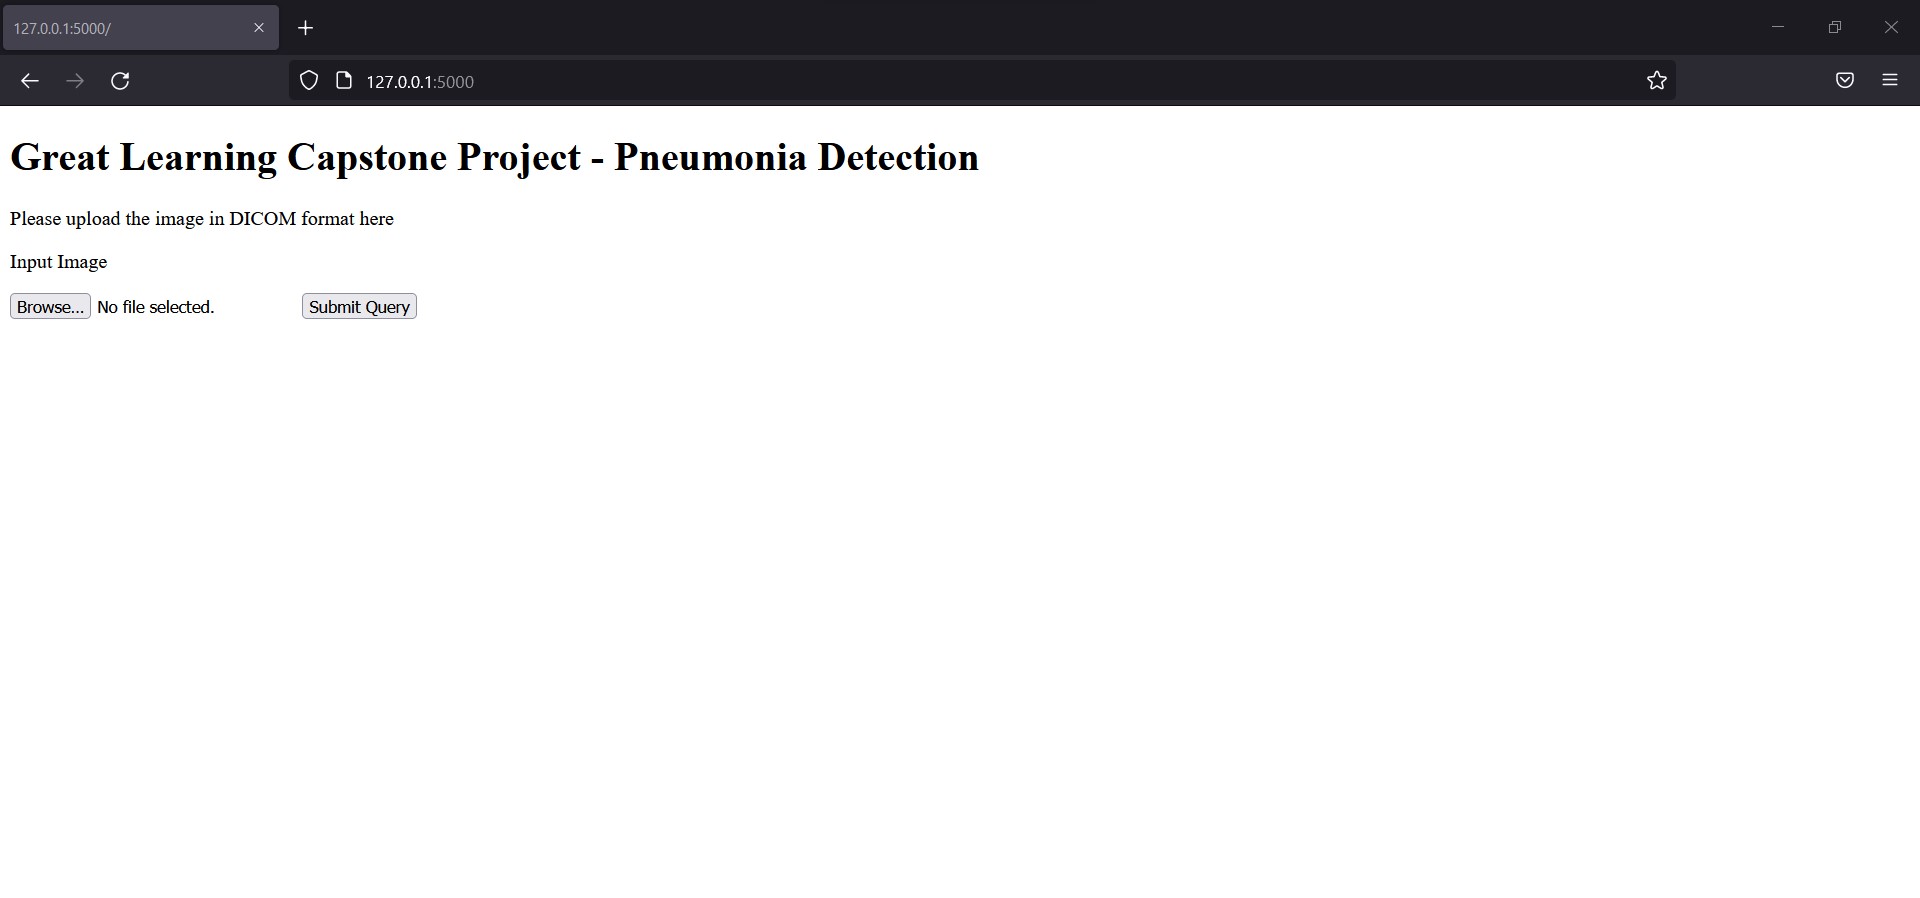 127.0.0.1:5000/
127.0.0.1:5000
Great Learning Capstone Project - Pneumonia Detection
Please upload the image in DICOM format here
Input Image
Browse... No file selected. Submit Query